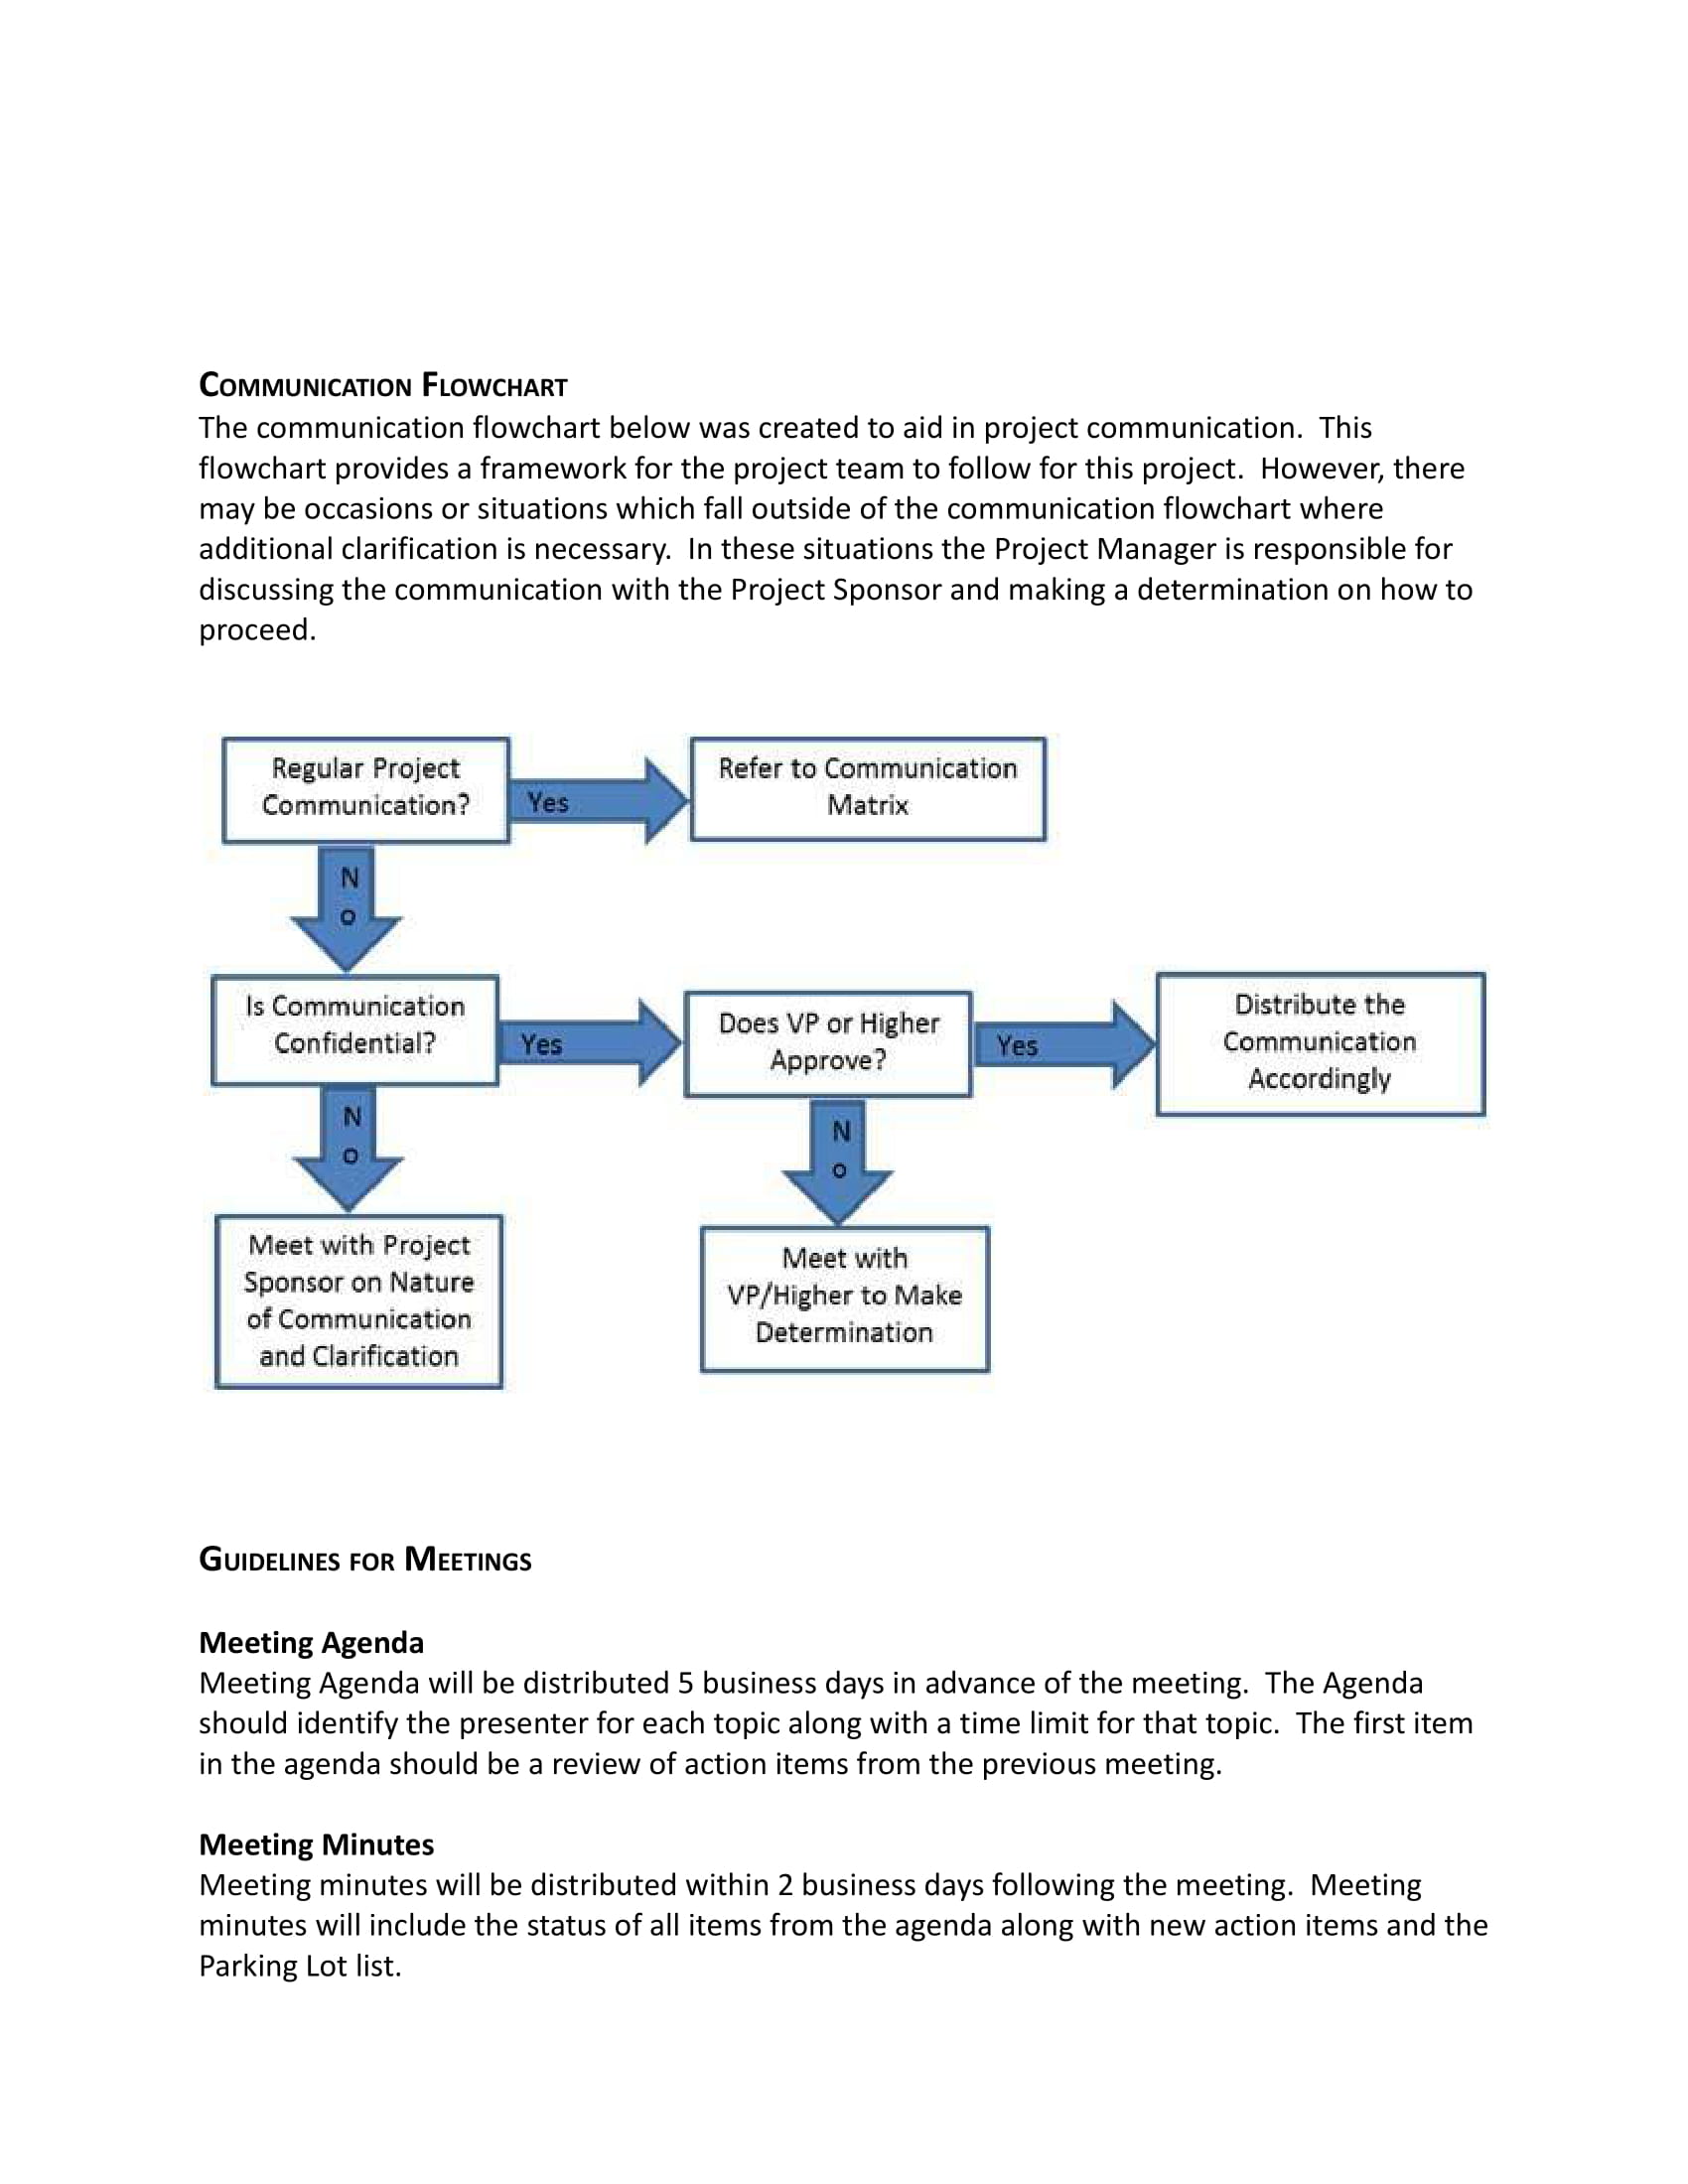 COMMUNICATION FLOWCHART
The communication flowchart below was created to aid in project communication.  This
flowchart provides a framework for the project team to follow for this project.  However, there
may be occasions or situations which fall outside of the communication flowchart where
additional clarification is necessary.  In these situations the Project Manager is responsible for
discussing the communication with the Project Sponsor and making a determination on how to
proceed.
Regular Project
Communication?
Yes
Refer to Communication
Matrix
N
o
Is Communication
Confidential?
Yes
Does VP or Higher
Approve?
Yes
Distribute the
Communication
Accordingly
N
o
N
o
Meet with Project
Sponsor on Nature
of Communication
and Clarification
Meet with
VP/Higher to Make
Determination
GUIDELINES FOR MEETINGS
Meeting Agenda
Meeting Agenda will be distributed 5 business days in advance of the meeting.  The Agenda
should identify the presenter for each topic along with a time limit for that topic.  The first item
in the agenda should be a review of action items from the previous meeting.
Meeting Minutes
Meeting minutes will be distributed within 2 business days following the meeting.  Meeting
minutes will include the status of all items from the agenda along with new action items and the
Parking Lot list.